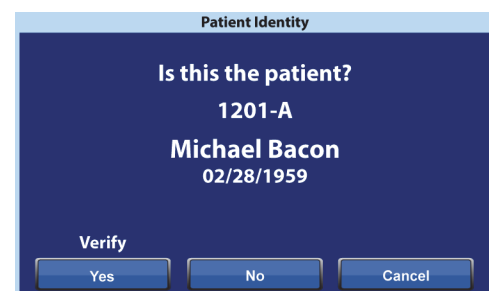 Patient Identity
Is this the patient?
1201-A
Michael Bacon
02/28/1959
Verify
Yes No Cancel